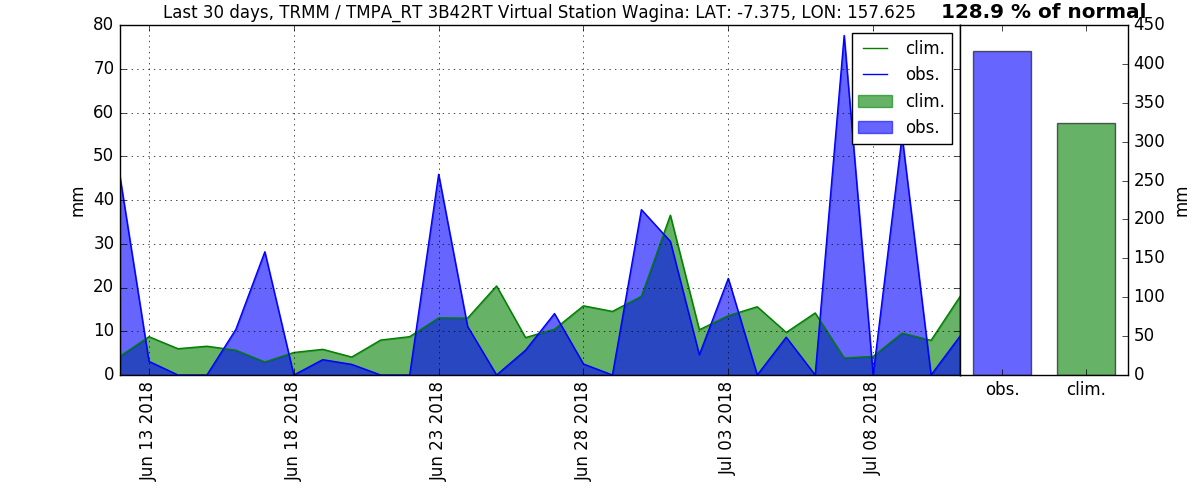 Last 30 days, TRMM / TMPA_RT 3B42RT Virtual Station Wagina: LAT: -7.375, LON: 157.625
128.9 % of normal
80
70
60
50
40
30
20
10
0
mm
clim.
obs.
clim.
obs.
Jun 13 2018
Jun 18 2018
Jun 23 2018
Jun 28 2018
Jul 03 2018
Jul 08 2018
450
400
350
300
250
200
150
100
50
0
mm
obs.
clim.